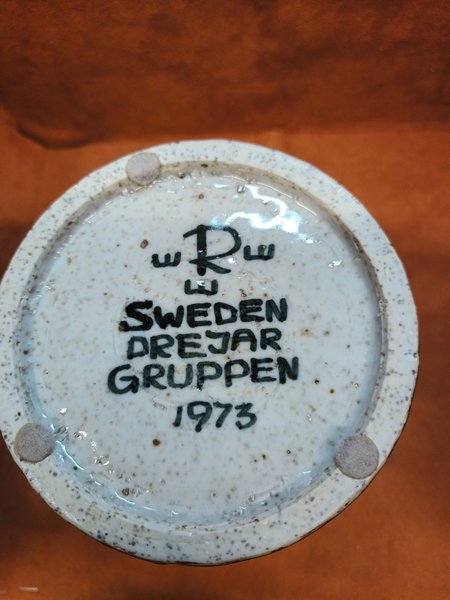 R
SWEDEN
DREJAR
GRUPPEN
1973